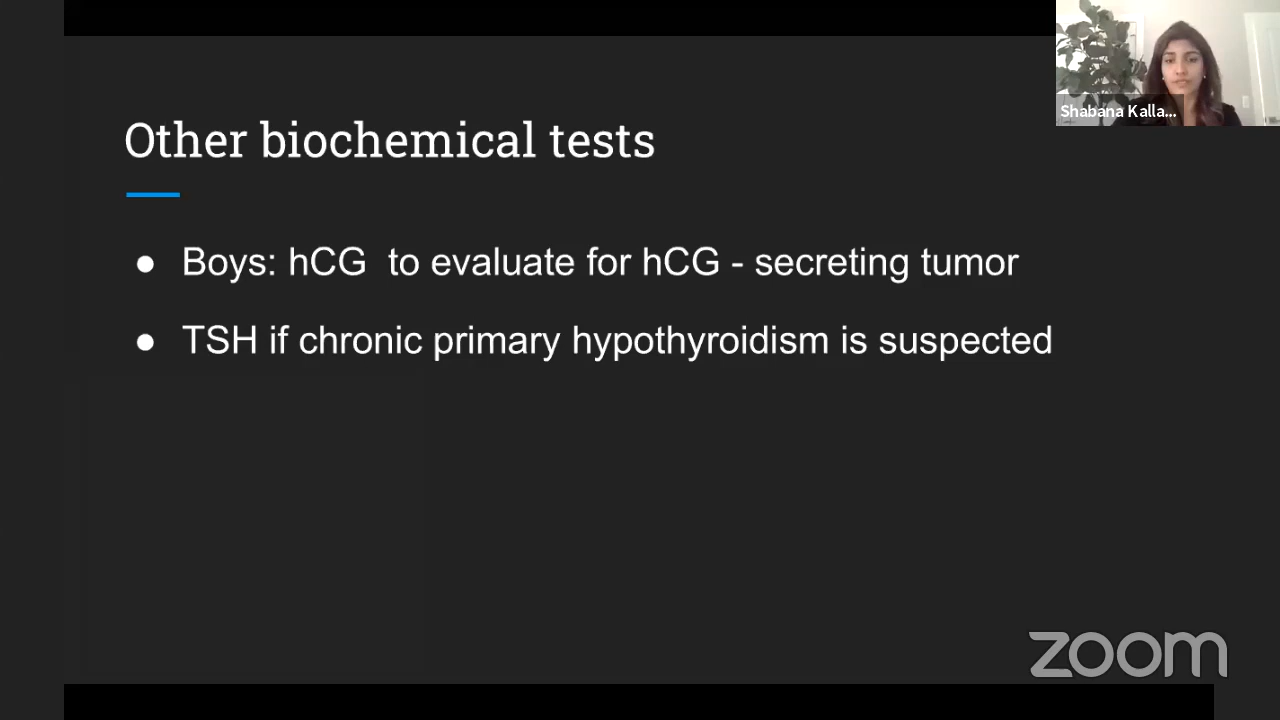 Shabana Kalla...
Other biochemical tests
● Boys: hCG  to evaluate for hCG - secreting tumor
● TSH if chronic primary hypothyroidism is suspected
zoom